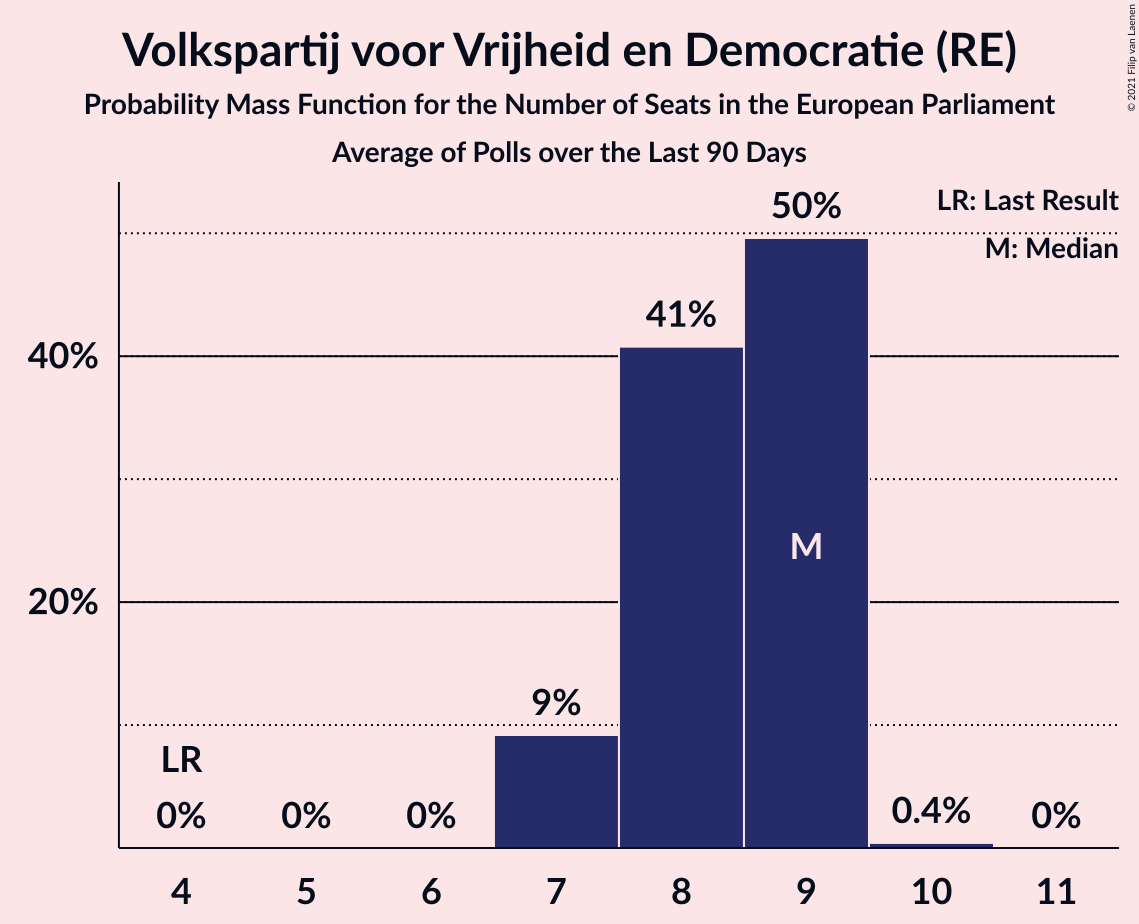 Volkspartij voor Vrijheid en Democratie (RE)
Probability Mass Function for the Number of Seats in the European Parliament
Average of Polls over the Last 90 Days
© 2021 Filip van Laenen
LR: Last Result
M: Median
50%
41%
40%
M
20%
9%
LR
0%
0%
0%
0.4%
0%
4
5
6
7
8
9
10
11